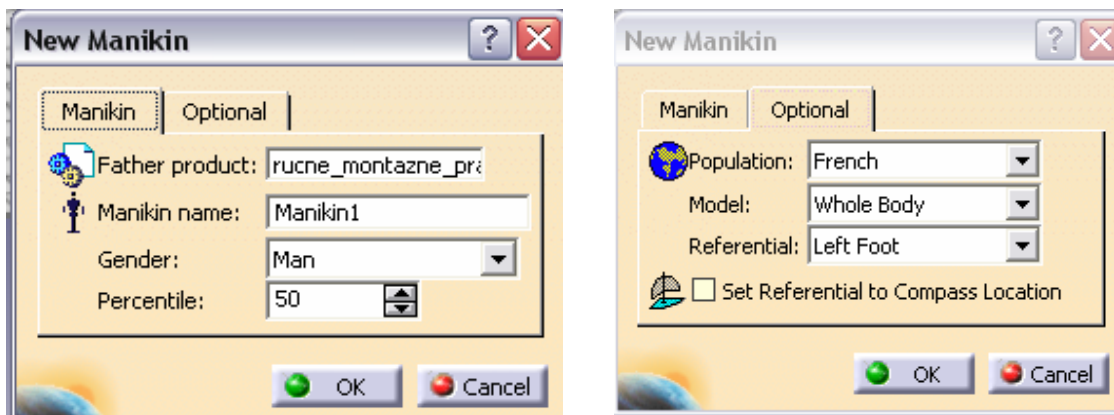 New Manikin
Manikin Optional
Father product: rucne_montazne_pra
Manikin name: Manikin1
Gender: Man
Percentile: 50
OK Cancel
New Manikin
Manikin Optional
Population: French
Model: Whole Body
Referential: Left Foot
Set Referential to Compass Location
OK Cancel